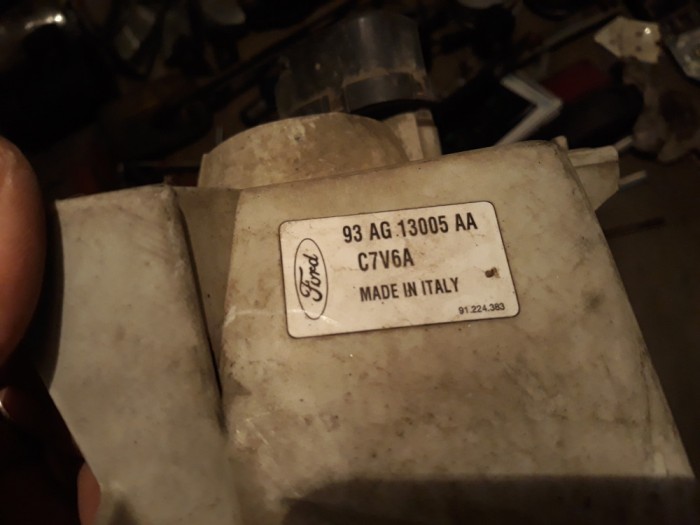 Ford
93 AG 13005 AA
C7V6A
MADE IN ITALY
91.224.383